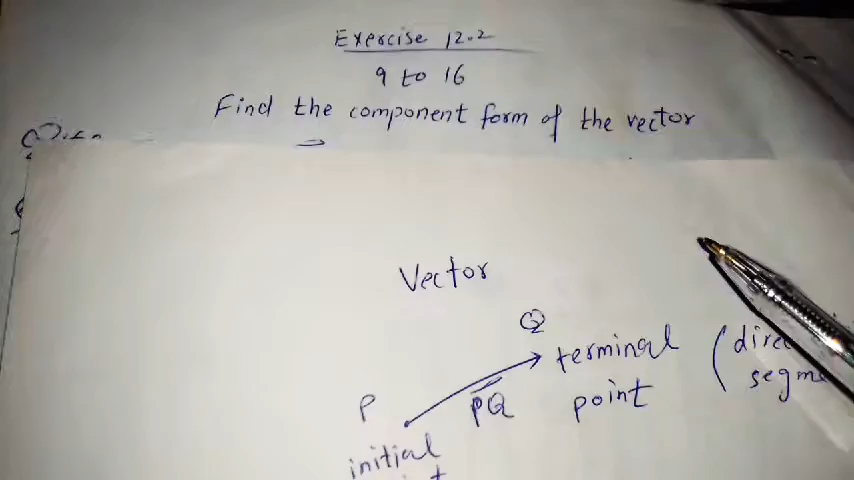 Exercise 12.2
9 to 16
Find the component form of the vector
Vector
Q
terminal
point
P
PQ
initial